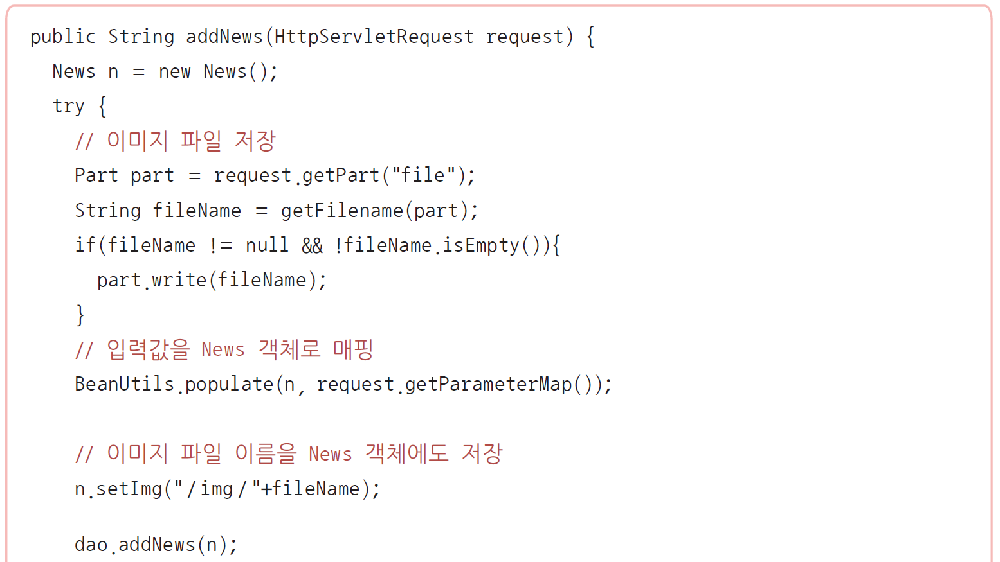 public String addNews(HttpServletRequest request) {
News n = new News();
try {
// 이미지 파일 저장
Part part = request.getPart("file");
String fileName = getFilename(part);
if(fileName != null && !fileName.isEmpty()){
part.write(fileName);
}
// 입력값을 News 객체로 매핑
BeanUtils.populate(n, request.getParameterMap());
// 이미지 파일 이름을 News 객체에도 저장
n.setImg("/img/"+fileName);
dao.addNews(n);